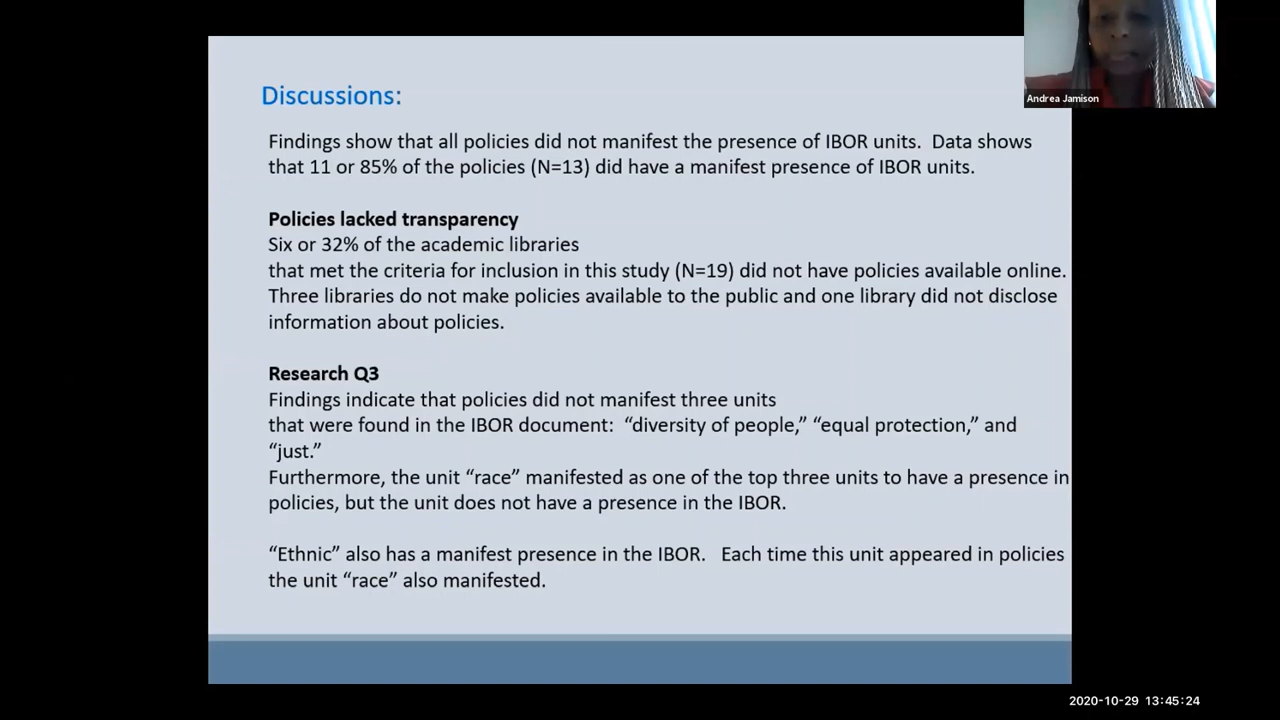 Discussions:
Andrea Jamison
Findings show that all policies did not manifest the presence of IBOR units.  Data shows
that 11 or 85% of the policies (N=13) did have a manifest presence of IBOR units.
Policies lacked transparency
Six or 32% of the academic libraries
that met the criteria for inclusion in this study (N=19) did not have policies available online.
Three libraries do not make policies available to the public and one library did not disclose
information about policies.
Research Q3
Findings indicate that policies did not manifest three units
that were found in the IBOR document:  “diversity of people,” “equal protection,” and
“just.”
Furthermore, the unit “race” manifested as one of the top three units to have a presence in
policies, but the unit does not have a presence in the IBOR.
“Ethnic” also has a manifest presence in the IBOR.   Each time this unit appeared in policies
the unit “race” also manifested.
2020-10-29 13:45:24